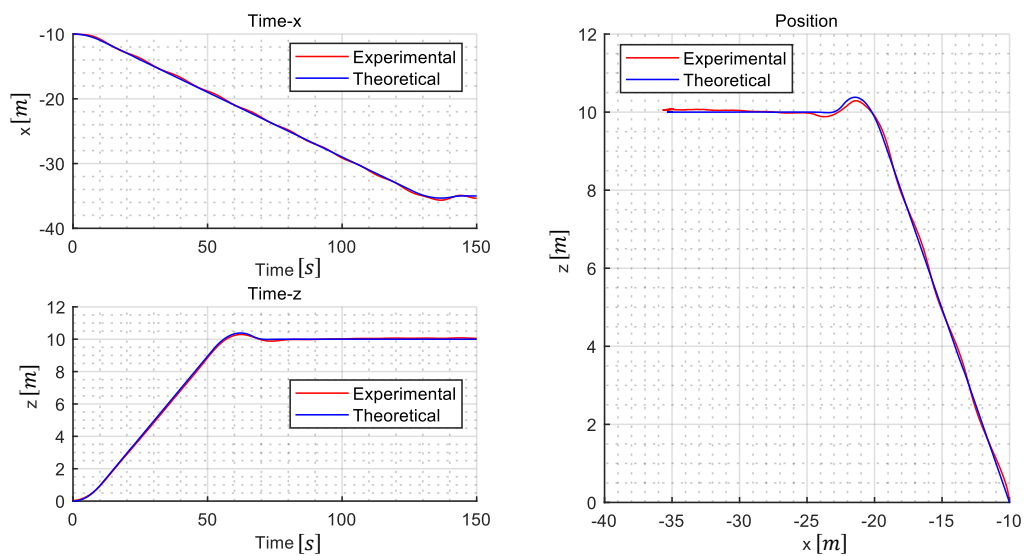 Time-x
-10
-20
-30
-40
x [m]
Experimental
Theoretical
0
50
100
150
Time [s]
Time-z
12
10
8
6
4
2
0
z [m]
Experimental
Theoretical
0
50
100
150
Time [s]
Position
12
10
8
6
4
2
0
z [m]
Experimental
Theoretical
-40
-35
-30
-25
-20
-15
-10
x [m]